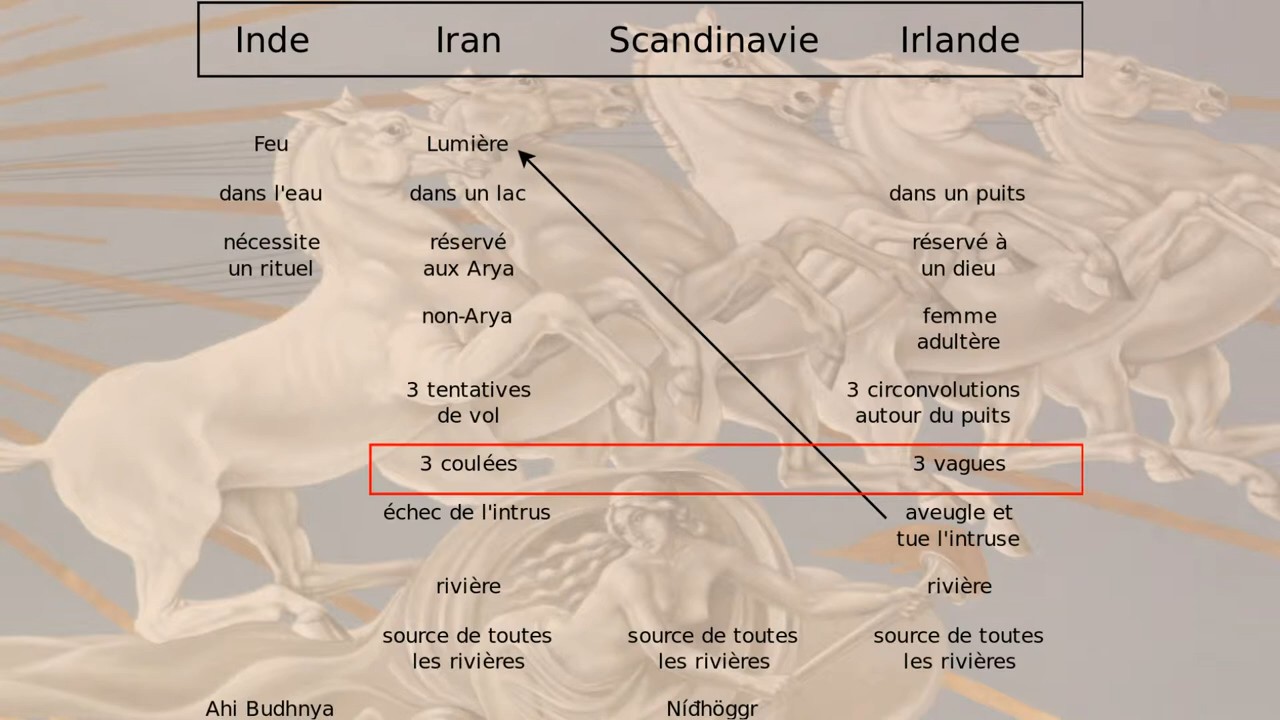 Inde Iran Scandinavie Irlande
Feu Lumière
dans l'eau dans un lac dans un puits
nécessite réservé réservé à
un rituel aux Arya un dieu
non-Arya femme
adultère
3 tentatives 3 circonvolutions
de vol autour du puits
3 coulées 3 vagues
échec de l'intrus aveugle et
tue l'intruse
rivière rivière
source de toutes source de toutes source de toutes
les rivières les rivières les rivières
Ahi Budhnya Níđhöggr